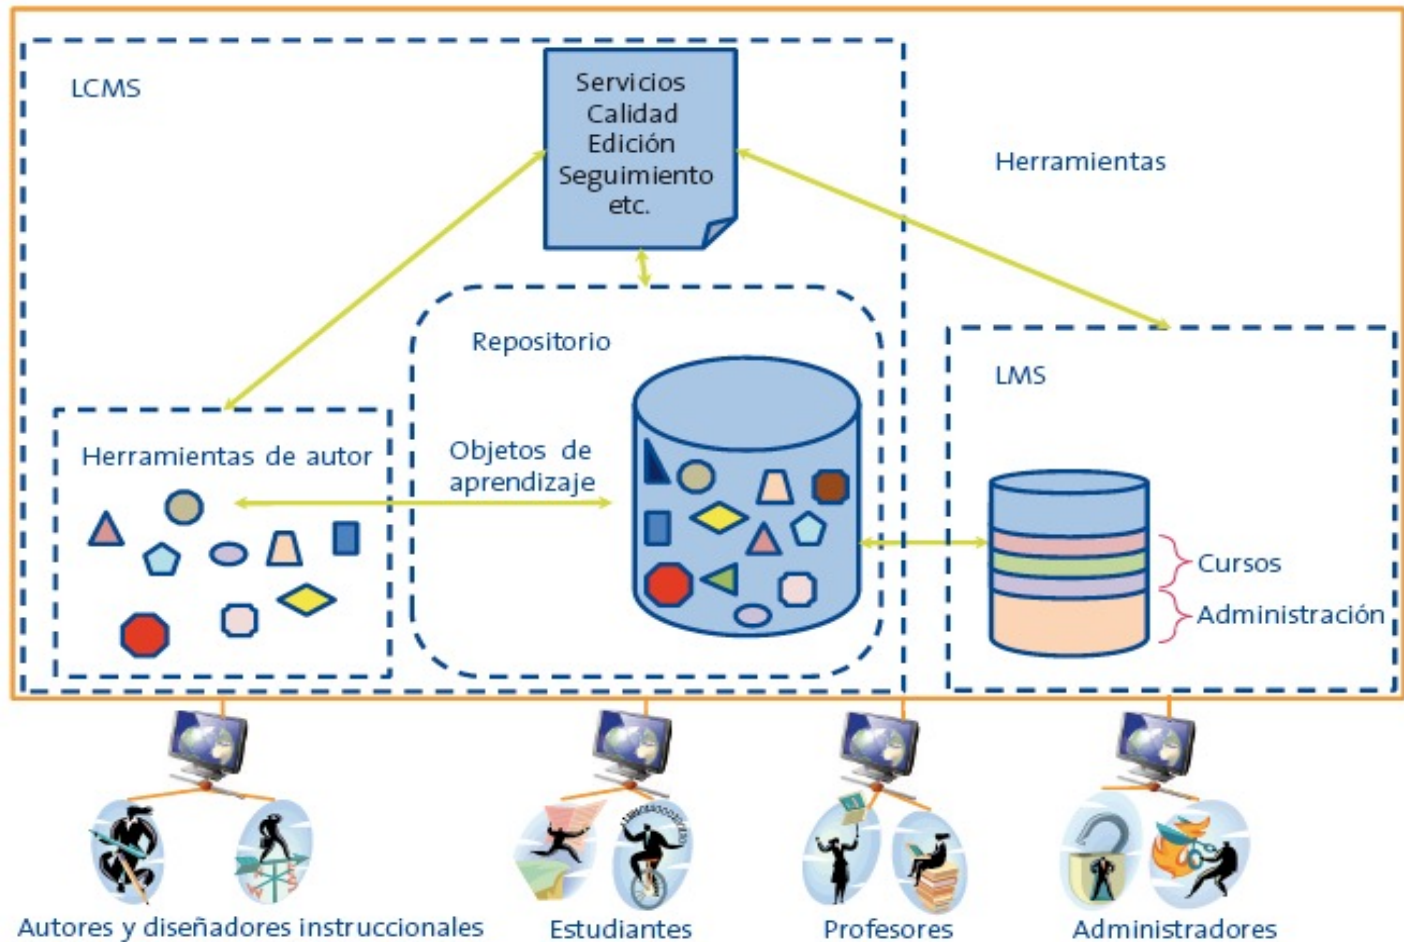 LCMS
Servicios
Calidad
Edición
Seguimiento
etc.
Herramientas
Repositorio
LMS
Herramientas de autor
Objetos de
aprendizaje
Cursos
Administración
Autores y diseñadores instruccionales
Estudiantes
Profesores
Administradores